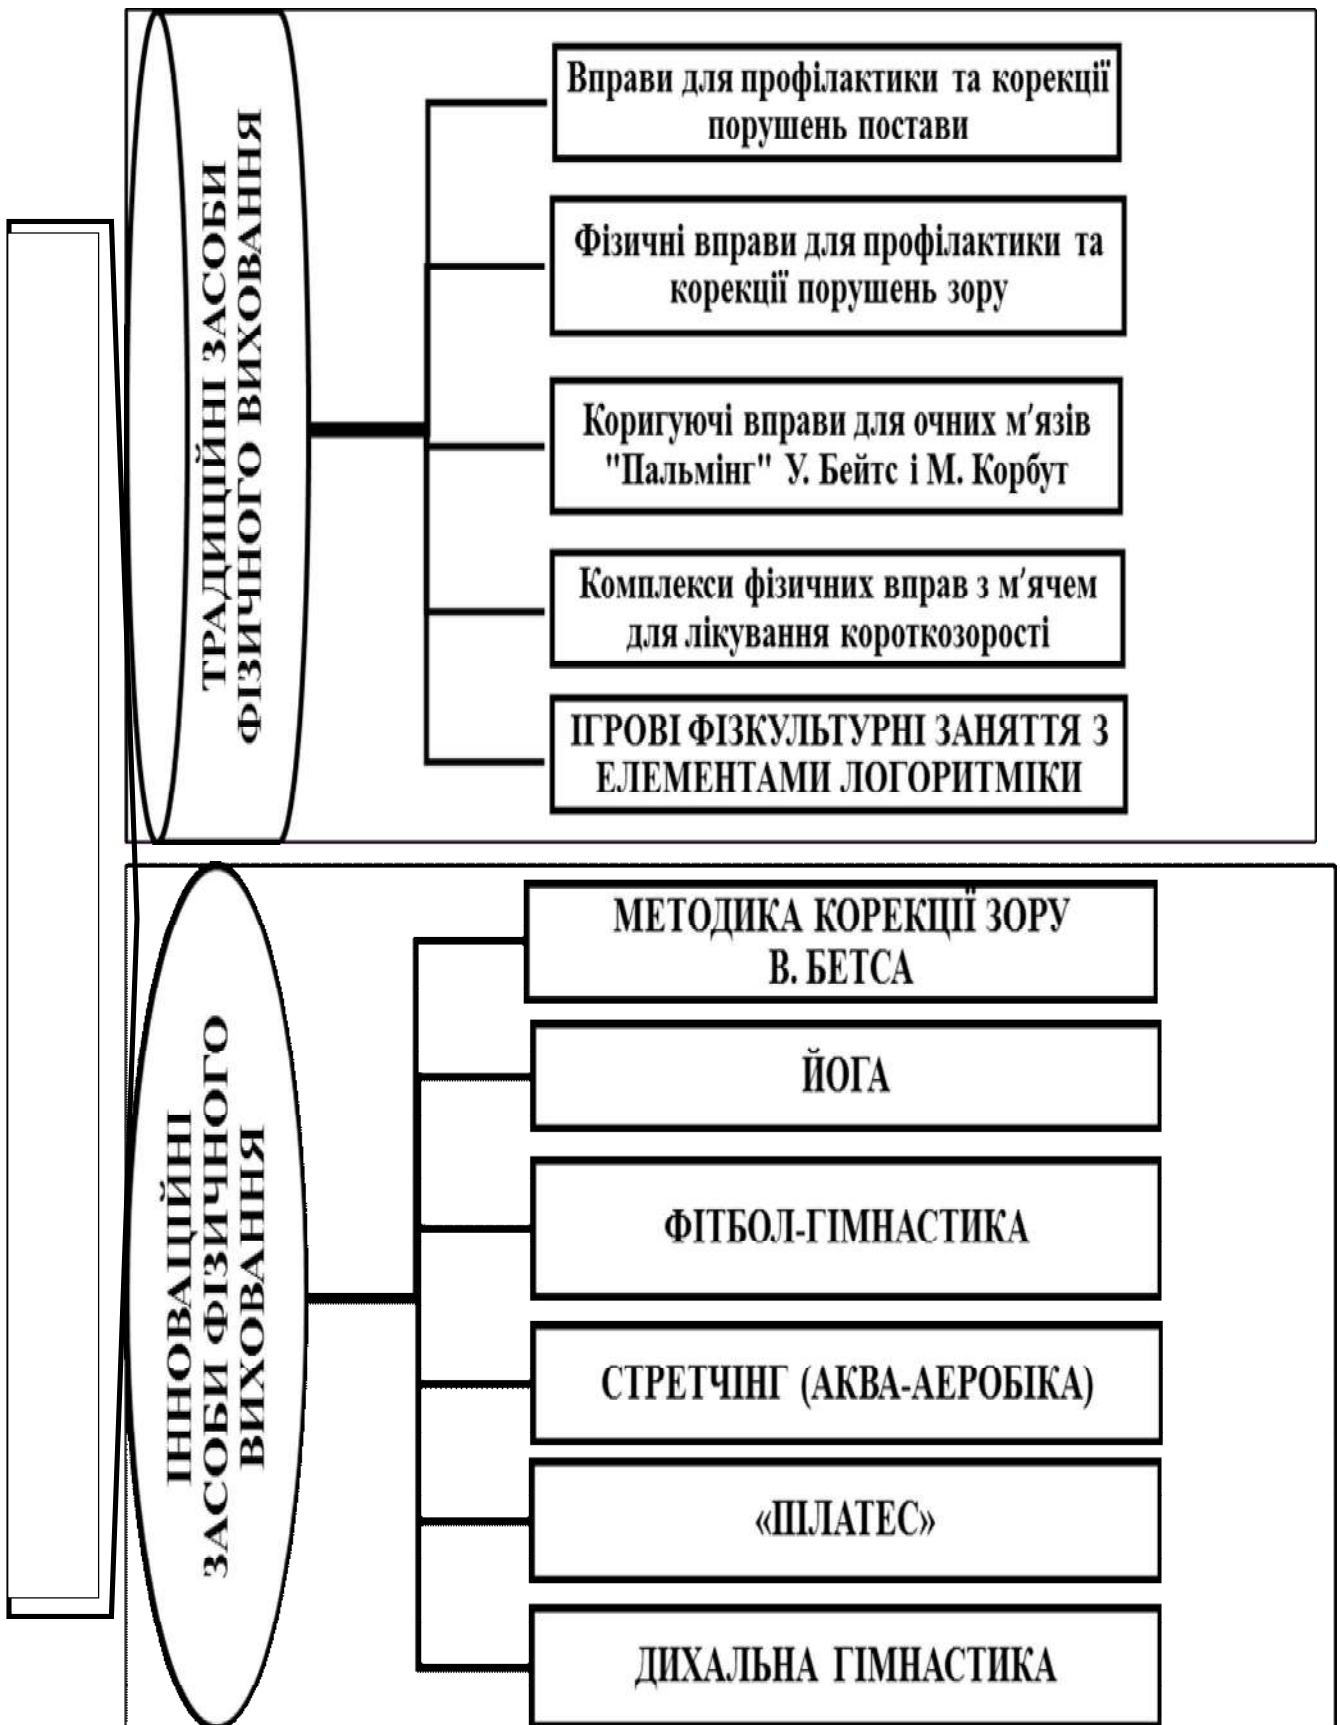 ТРАДИЦІЙНІ ЗАСОБИ
ФІЗИЧНОГО ВИХОВАННЯ
Вправи для профілактики та корекції
порушень постави
Фізичні вправи для профілактики та
корекції порушень зору
Коригуючі вправи для очних м'язів
"Пальмінг" У. Бейтс і М. Корбут
Комплекси фізичних вправ з м'ячем
для лікування короткозорості
ІГРОВІ ФІЗКУЛЬТУРНІ ЗАНЯТТЯ З
ЕЛЕМЕНТАМИ ЛОГОРИТМІКИ
ІННОВАЦІЙНІ
ЗАСОБИ ФІЗИЧНОГО
ВИХОВАННЯ
МЕТОДИКА КОРЕКЦІЇ ЗОРУ
В. БЕТСА
ЙОГА
ФІТБОЛ-ГІМНАСТИКА
СТРЕТЧІНГ (АКВА-АЕРОБІКА)
«ПІЛАТЕС»
ДИХАЛЬНА ГІМНАСТИКА